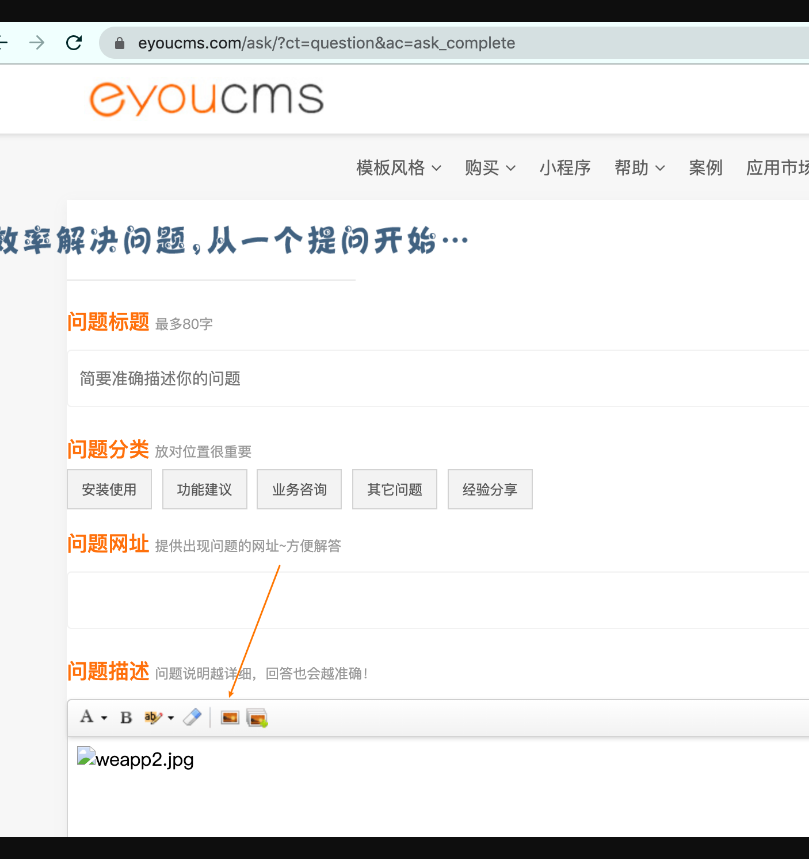 eyoucms.com/ask/?ct=question&ac=ask_complete
eyoucms
模板风格 购买 小程序 帮助 案例 应用市场
效率解决问题,从一个提问开始…
问题标题 最多80字
简要准确描述你的问题
问题分类 放对位置很重要
安装使用 功能建议 业务咨询 其它问题 经验分享
问题网址 提供出现问题的网址~方便解答
问题描述 问题说明越详细，回答也会越准确！
A B ab
weapp2.jpg